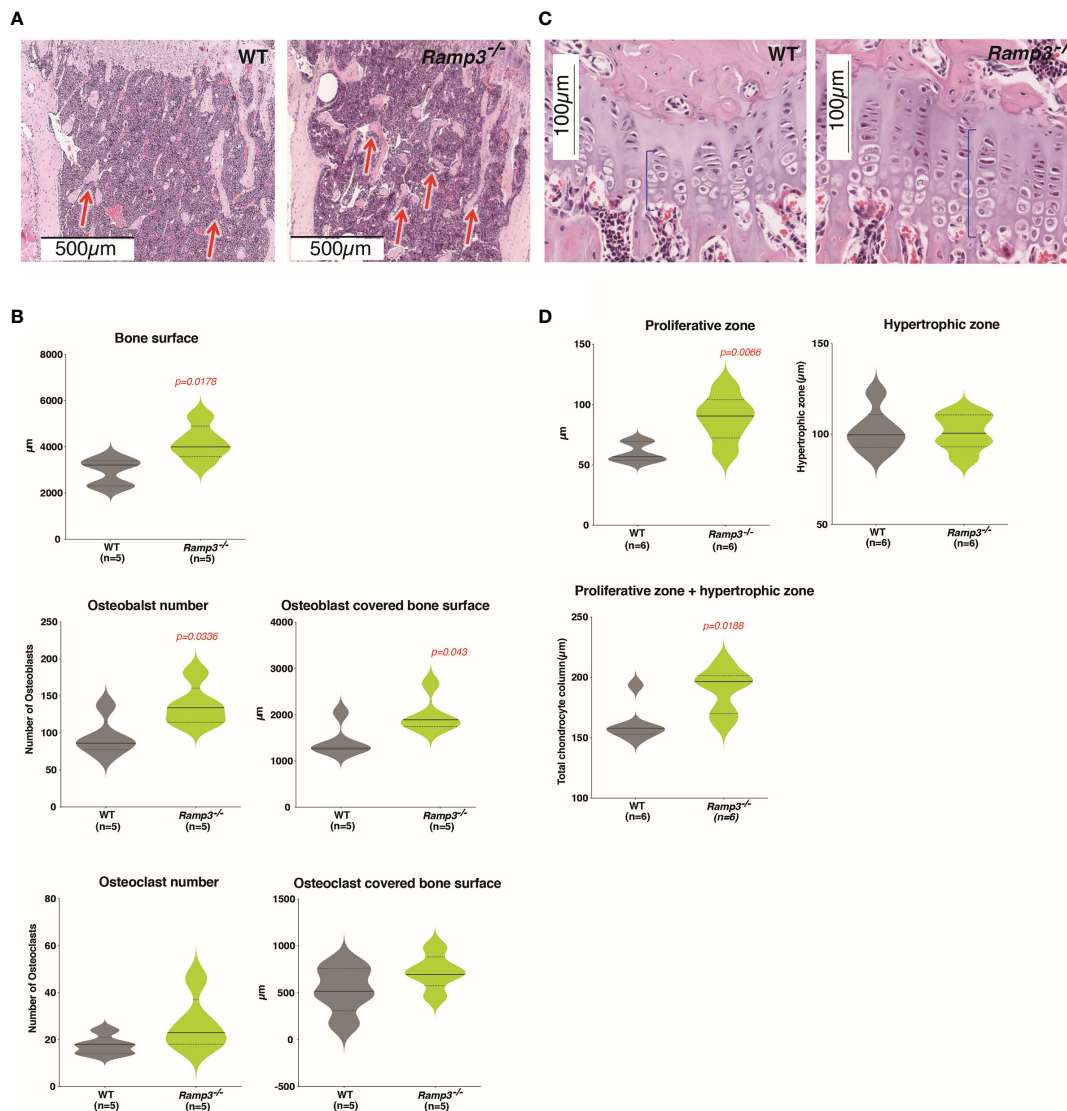 A
WT
500µm
Ramp3-/-
500µm
B
Bone surface
8000
6000
4000
2000
0
µm
p=0.0178
WT
(n=5)
Ramp3-/-
(n=5)
Osteobalst number
250
200
150
100
50
0
Number of Osteoblasts
p=0.0336
WT
(n=5)
Ramp3-/-
(n=5)
Osteoblast covered bone surface
4000
3000
2000
1000
0
µm
p=0.043
WT
(n=5)
Ramp3-/-
(n=5)
Osteoclast number
80
60
40
20
0
Number of Osteoclasts
WT
(n=5)
Ramp3-/-
(n=5)
Osteoclast covered bone surface
1500
1000
500
0
-500
µm
WT
(n=5)
Ramp3-/-
(n=5)
C
WT
100µm
Ramp3-/-
100µm
D
Proliferative zone
150
100
50
0
µm
p=0.0066
WT
(n=6)
Ramp3-/-
(n=6)
Hypertrophic zone
150
100
50
Hypertrophic zone (µm)
WT
(n=6)
Ramp3-/-
(n=6)
Proliferative zone + hypertrophic zone
250
200
150
100
Total chondrocyte column(µm)
p=0.0188
WT
(n=6)
Ramp3-/-
(n=6)